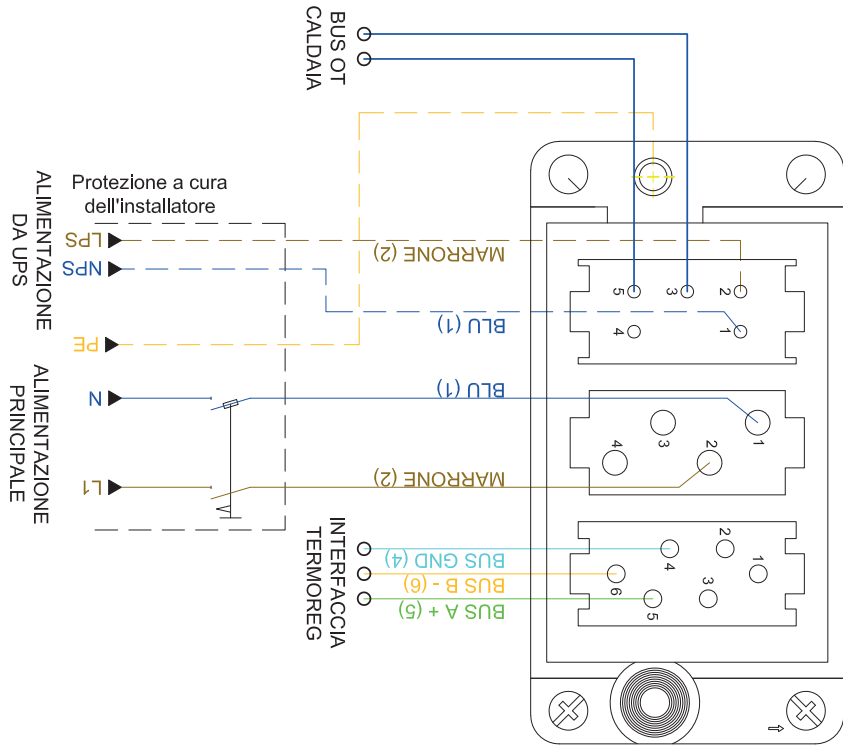 BUS OT
CALDAIA
Protezione a cura
dell'installatore
ALIMENTAZIONE
DA UPS
LPS
NPS
PE
MARRONE (2)
BLU (1)
5
3
2
4
1
ALIMENTAZIONE
PRINCIPALE
N
L1
BLU (1)
MARRONE (2)
1
3
2
4
INTERFACCIA
TERMOREG
BUS GND (4)
BUS B - (6)
BUS A + (5)
2
4
1
6
3
5